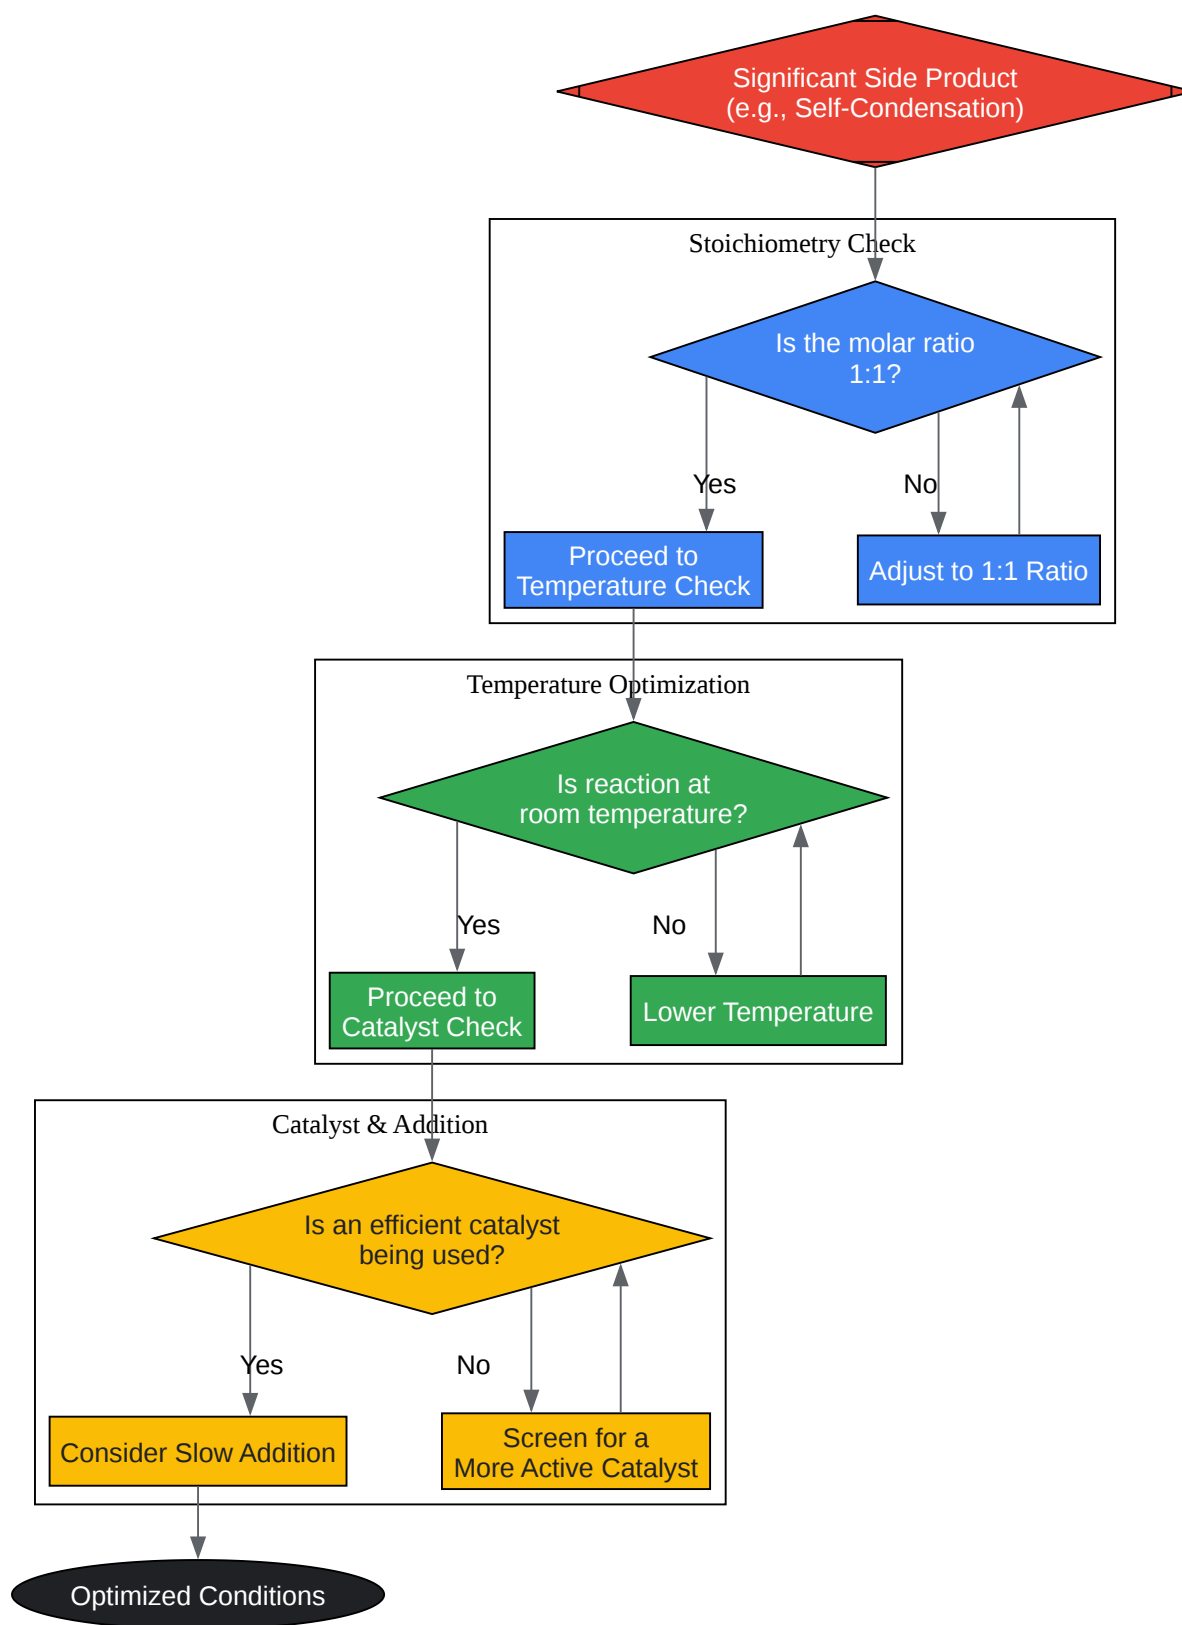 Significant Side Product
(e.g., Self-Condensation)
Stoichiometry Check
Is the molar ratio
1:1?
Yes
No
Proceed to
Temperature Check
Adjust to 1:1 Ratio
Temperature Optimization
Is reaction at
room temperature?
Yes
No
Proceed to
Catalyst Check
Lower Temperature
Catalyst & Addition
Is an efficient catalyst
being used?
Yes
No
Consider Slow Addition
Screen for a
More Active Catalyst
Optimized Conditions